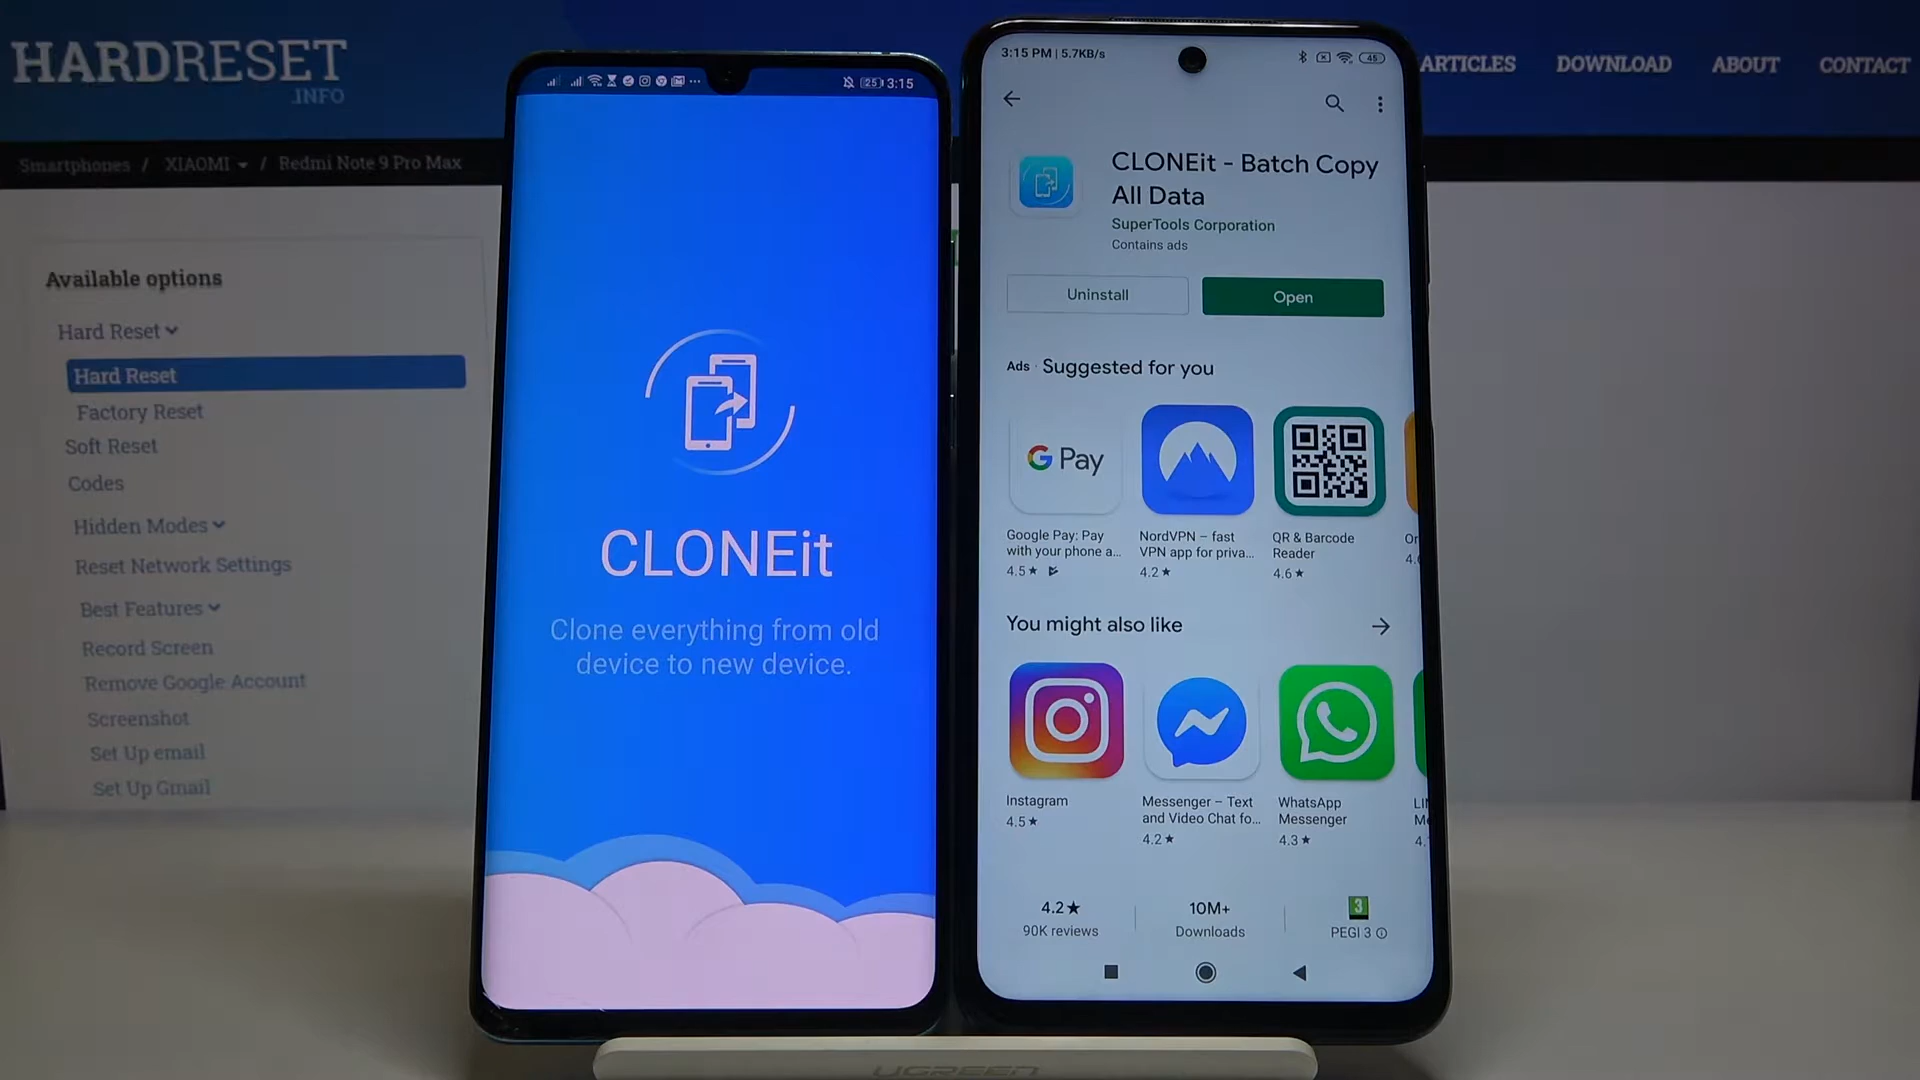 HARDRESET
.INFO
ARTICLES
DOWNLOAD
ABOUT
CONTACT
Smartphones / XIAOMI / Redmi Note 9 Pro Max
Available options
Hard Reset
Hard Reset
Factory Reset
Soft Reset
Codes
Hidden Modes
Reset Network Settings
Best Features
Record Screen
Remove Google Account
Screenshot
Set Up email
Set Up Gmail
25 3:15
CLONEit
Clone everything from old
device to new device.
3:15 PM | 5.7KB/s
45
CLONEit - Batch Copy
All Data
SuperTools Corporation
Contains ads
Uninstall
Open
Ads · Suggested for you
G Pay
Google Pay: Pay
with your phone a...
4.5★
NordVPN – fast
VPN app for priva...
4.2★
QR & Barcode
Reader
4.6★
You might also like
Instagram
4.5★
Messenger – Text
and Video Chat fo...
4.2★
WhatsApp
Messenger
4.3★
4.2★
90K reviews
10M+
Downloads
3
PEGI 3
UGREEN